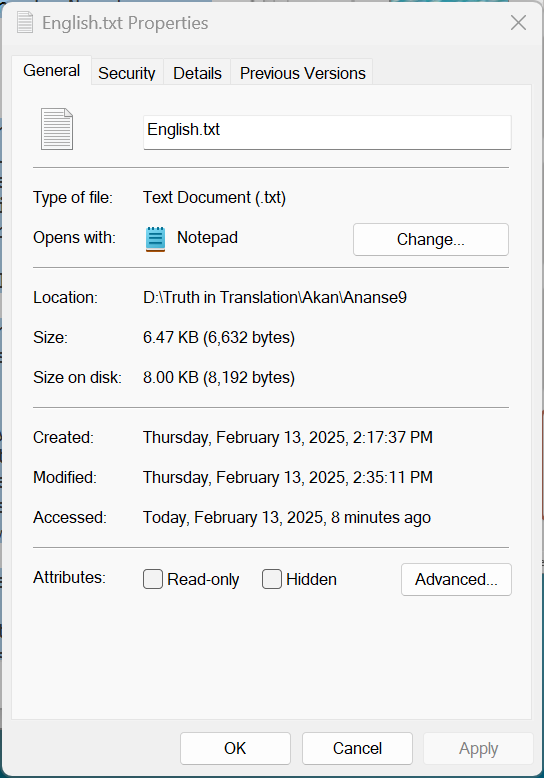 English.txt Properties
General Security Details Previous Versions
English.txt
Type of file: Text Document (.txt)
Opens with: Notepad Change...
Location: D:\Truth in Translation\Akan\Ananse9
Size: 6.47 KB (6,632 bytes)
Size on disk: 8.00 KB (8,192 bytes)
Created: Thursday, February 13, 2025, 2:17:37 PM
Modified: Thursday, February 13, 2025, 2:35:11 PM
Accessed: Today, February 13, 2025, 8 minutes ago
Attributes: Read-only Hidden Advanced...
OK Cancel Apply